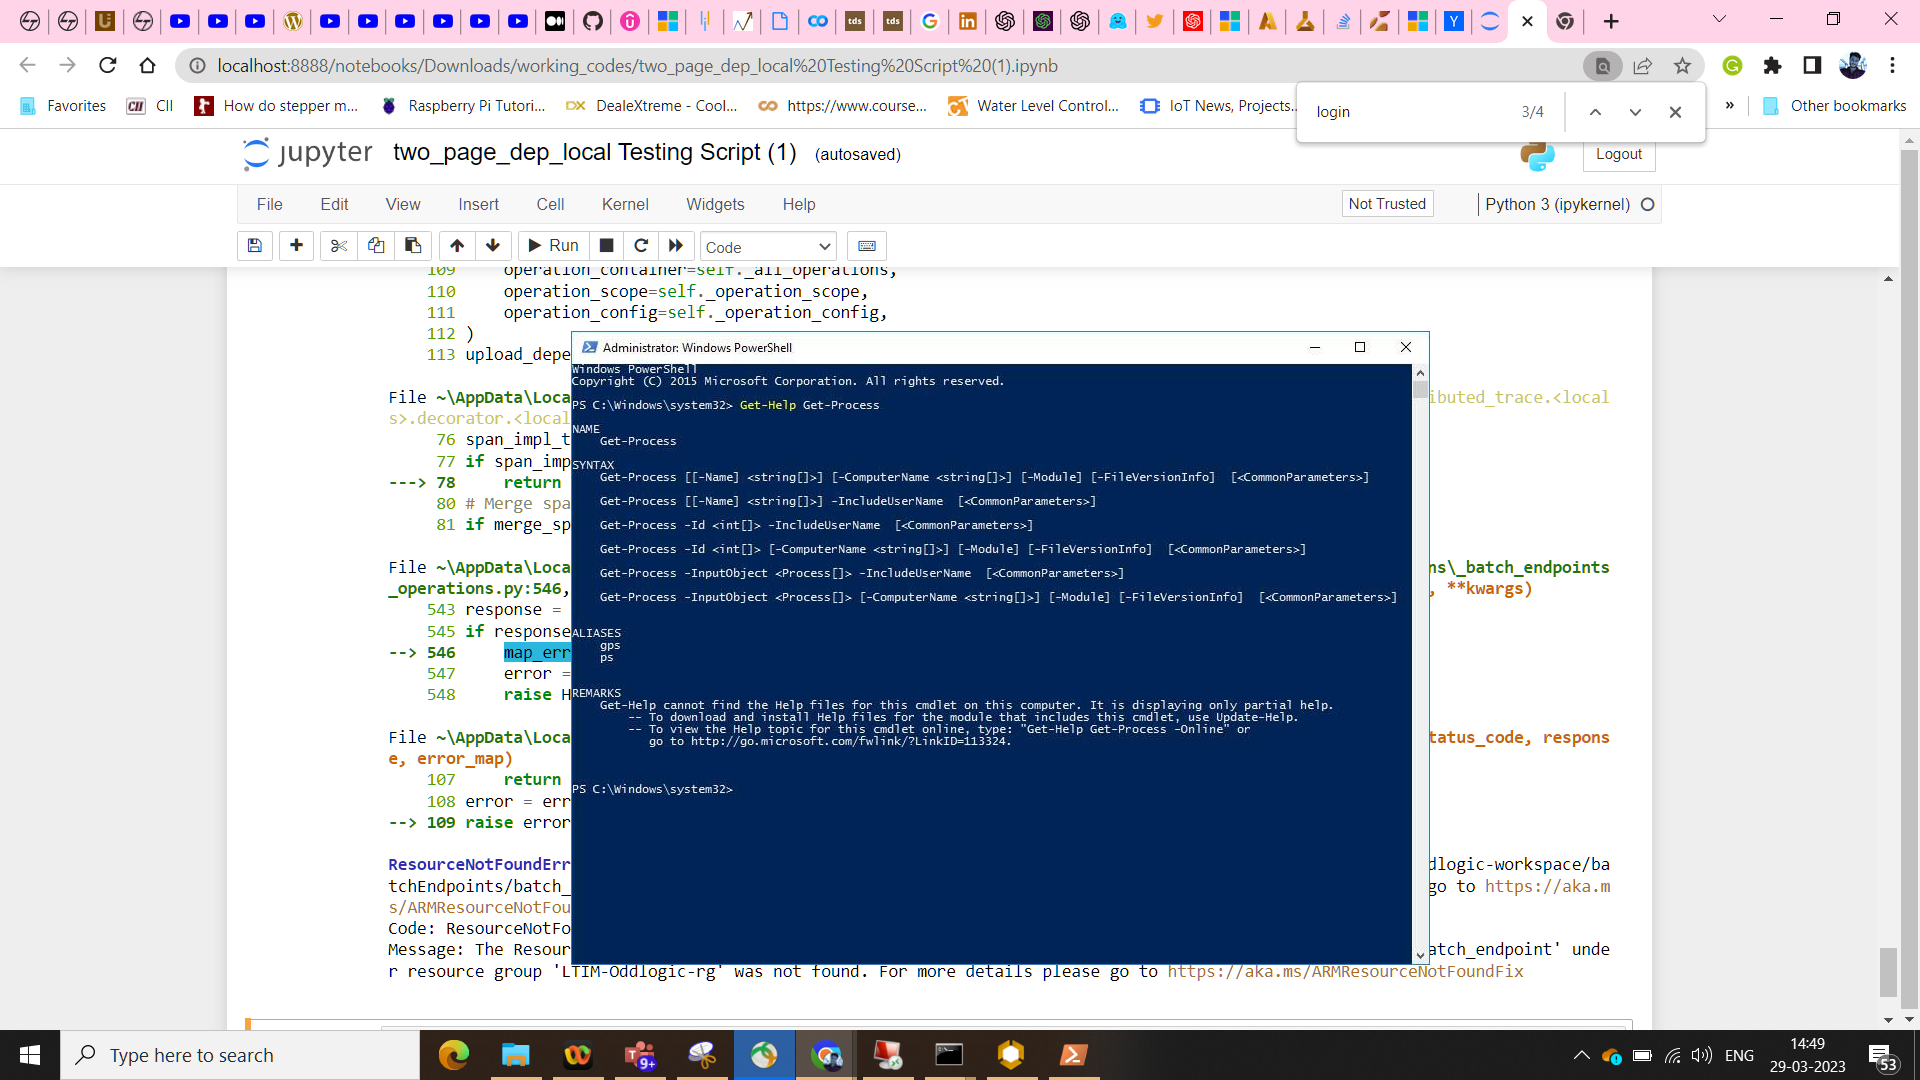 localhost:8888/notebooks/Downloads/working_codes/two_page_dep_local%20Testing%20Script%20(1).ipynb
Favorites CII How do stepper m... Raspberry Pi Tutori... DealeXtreme - Cool... https://www.course... Water Level Control... IoT News, Projects... » Other bookmarks
login 3/4
jupyter two_page_dep_local Testing Script (1) (autosaved) Logout
File Edit View Insert Cell Kernel Widgets Help Not Trusted Python 3 (ipykernel)
Run Code
109 operation_container=self._all_operations,
110 operation_scope=self._operation_scope,
111 operation_config=self._operation_config,
112 )
113 upload_depe
File ~\AppData\Loca ibuted_trace.<local
s>.decorator.<local
76 span_impl_t
77 if span_imp
---> 78 return
80 # Merge spa
81 if merge_sp
File ~\AppData\Loca ns\_batch_endpoints
_operations.py:546, , **kwargs)
543 response =
545 if response
--> 546 map_err
547 error =
548 raise H
File ~\AppData\Loca tatus_code, respons
e, error_map)
107 return
108 error = err
--> 109 raise error
ResourceNotFoundErr dlogic-workspace/ba
tchEndpoints/batch_ go to https://aka.m
s/ARMResourceNotFou
Code: ResourceNotFo
Message: The Resour atch_endpoint' unde
r resource group 'LTIM-Oddlogic-rg' was not found. For more details please go to https://aka.ms/ARMResourceNotFoundFix
Administrator: Windows PowerShell
Windows PowerShell
Copyright (C) 2015 Microsoft Corporation. All rights reserved.
PS C:\Windows\system32> Get-Help Get-Process
NAME
Get-Process
SYNTAX
Get-Process [[-Name] <string[]>] [-ComputerName <string[]>] [-Module] [-FileVersionInfo] [<CommonParameters>]
Get-Process [[-Name] <string[]>] -IncludeUserName [<CommonParameters>]
Get-Process -Id <int[]> -IncludeUserName [<CommonParameters>]
Get-Process -Id <int[]> [-ComputerName <string[]>] [-Module] [-FileVersionInfo] [<CommonParameters>]
Get-Process -InputObject <Process[]> -IncludeUserName [<CommonParameters>]
Get-Process -InputObject <Process[]> [-ComputerName <string[]>] [-Module] [-FileVersionInfo] [<CommonParameters>]
ALIASES
gps
ps
REMARKS
Get-Help cannot find the Help files for this cmdlet on this computer. It is displaying only partial help.
-- To download and install Help files for the module that includes this cmdlet, use Update-Help.
-- To view the Help topic for this cmdlet online, type: "Get-Help Get-Process -Online" or
go to http://go.microsoft.com/fwlink/?LinkID=113324.
PS C:\Windows\system32>
Type here to search
9+
ENG
14:49
29-03-2023
53